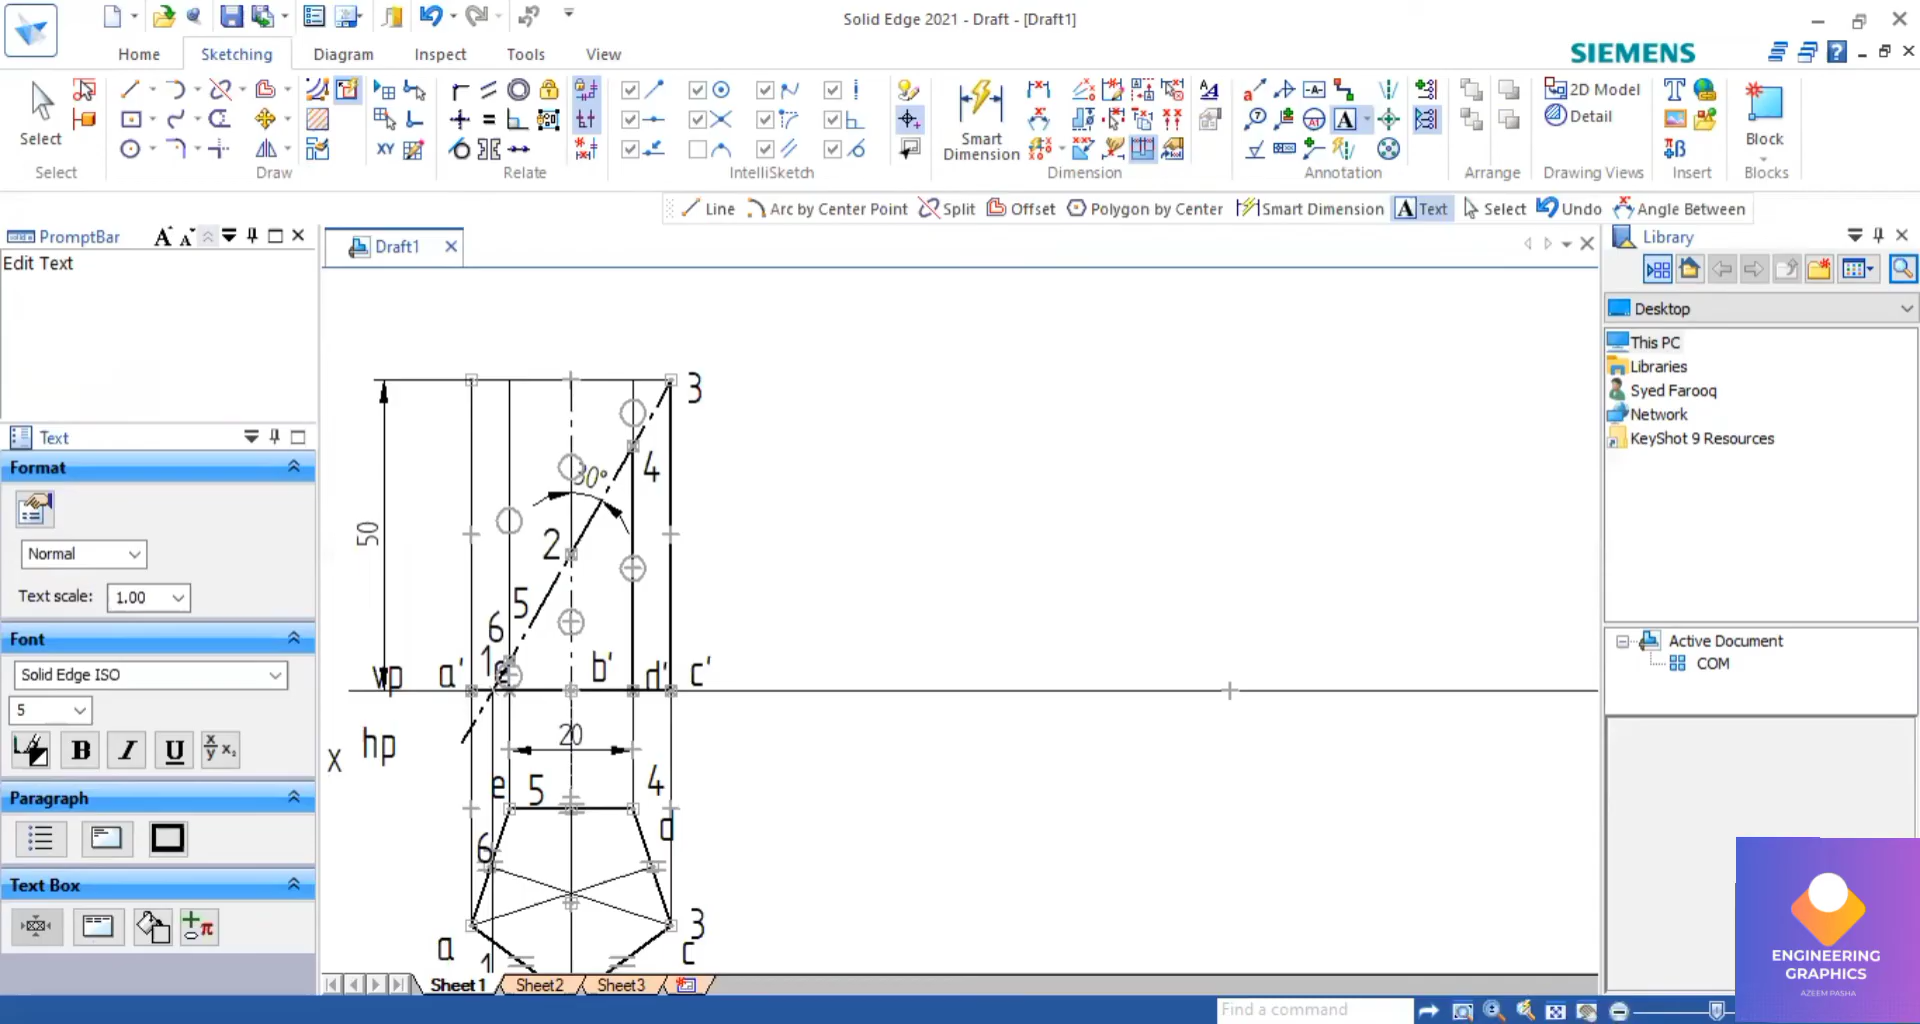 Solid Edge 2021 - Draft - [Draft1]
Home
Sketching
Diagram
Inspect
Tools
View
SIEMENS
Select
Smart
Dimension
2D Model
Detail
Block
Select
Draw
Relate
IntelliSketch
Dimension
Annotation
Arrange
Drawing Views
Insert
Blocks
Line
Arc by Center Point
Split
Offset
Polygon by Center
Smart Dimension
Text
Select
Undo
Angle Between
PromptBar
Edit Text
Text
Format
Normal
Text scale: 1.00
Font
Solid Edge ISO
5
Paragraph
Text Box
Draft1
3
4
30°
50
2
5
6
1
vp
a'
b'
d'
c'
20
x
hp
e
5
4
d
6
3
a
1
c
Sheet1
Sheet2
Sheet3
Library
Desktop
This PC
Libraries
Syed Farooq
Network
KeyShot 9 Resources
Active Document
COM
ENGINEERING
GRAPHICS
AZEEM PASHA
Find a command